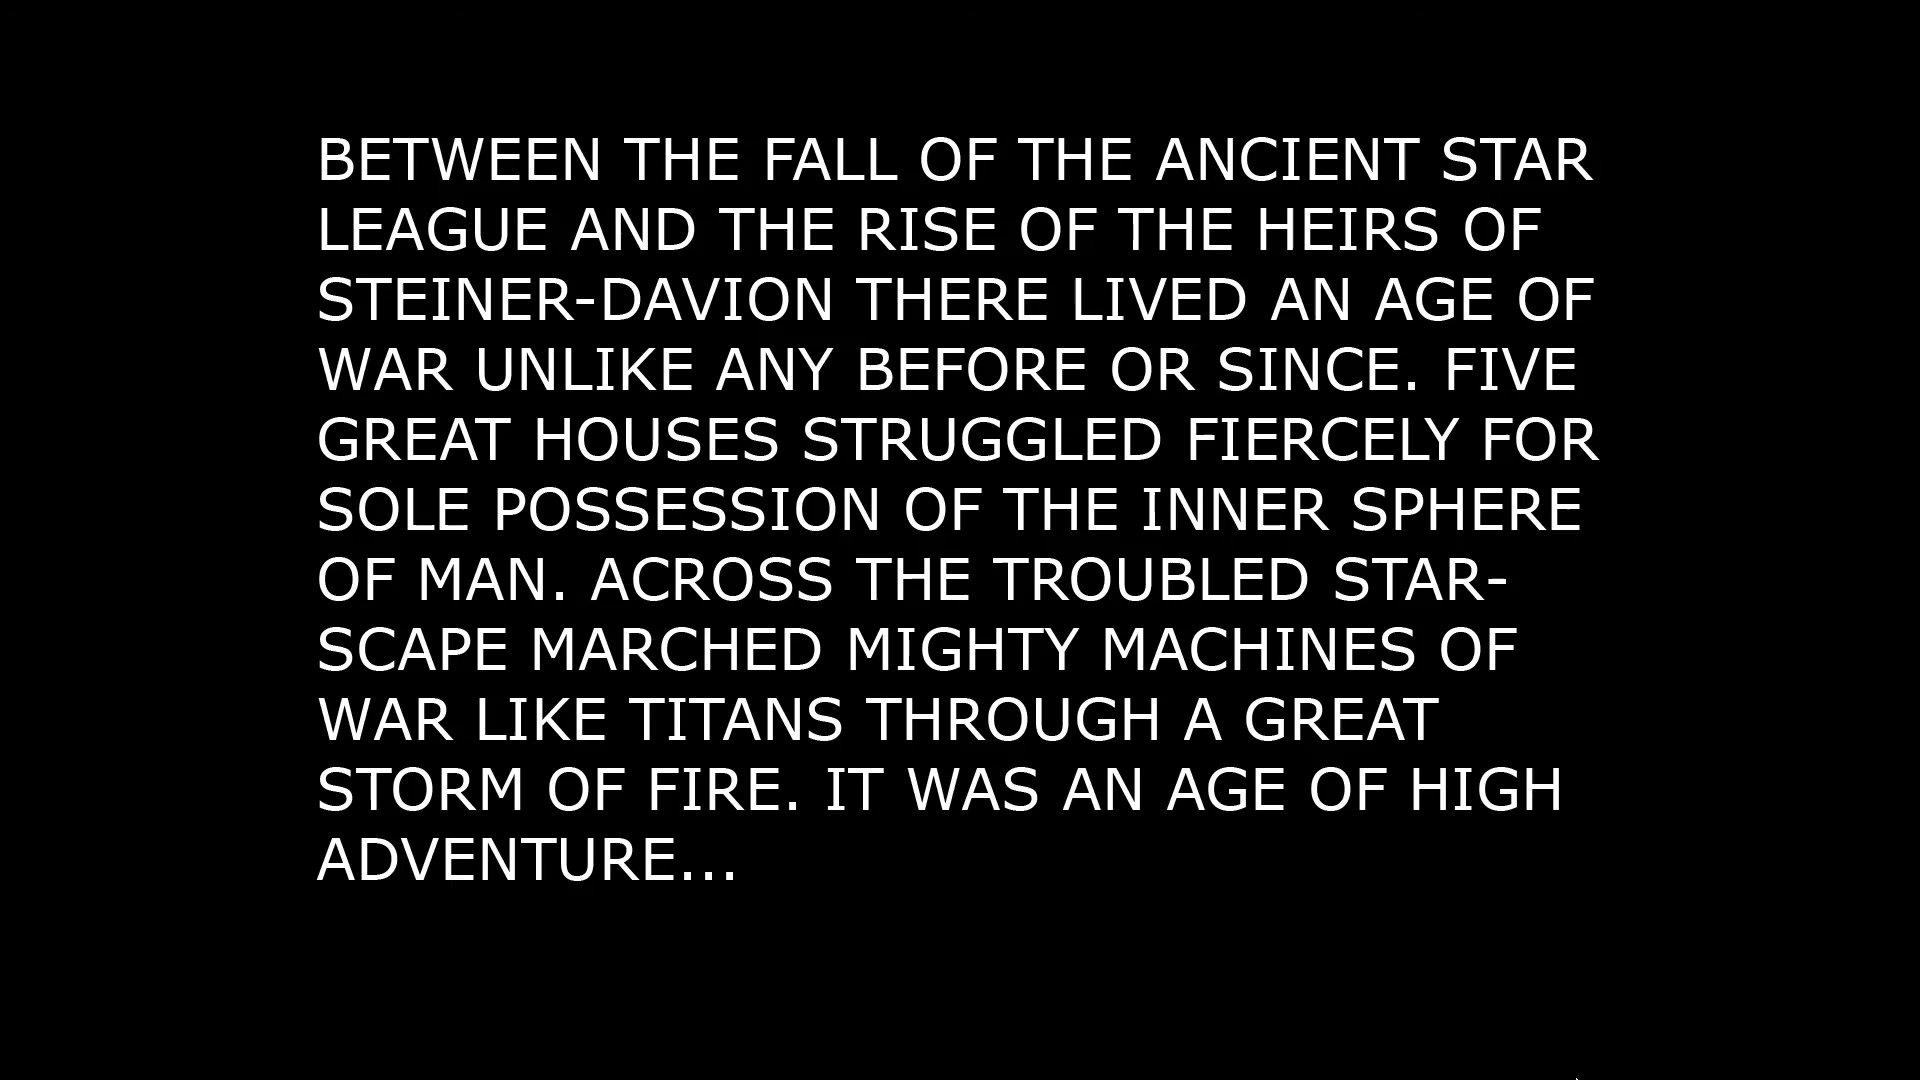 BETWEEN THE FALL OF THE ANCIENT STAR
LEAGUE AND THE RISE OF THE HEIRS OF
STEINER-DAVION THERE LIVED AN AGE OF
WAR UNLIKE ANY BEFORE OR SINCE. FIVE
GREAT HOUSES STRUGGLED FIERCELY FOR
SOLE POSSESSION OF THE INNER SPHERE
OF MAN. ACROSS THE TROUBLED STAR-
SCAPE MARCHED MIGHTY MACHINES OF
WAR LIKE TITANS THROUGH A GREAT
STORM OF FIRE. IT WAS AN AGE OF HIGH
ADVENTURE...